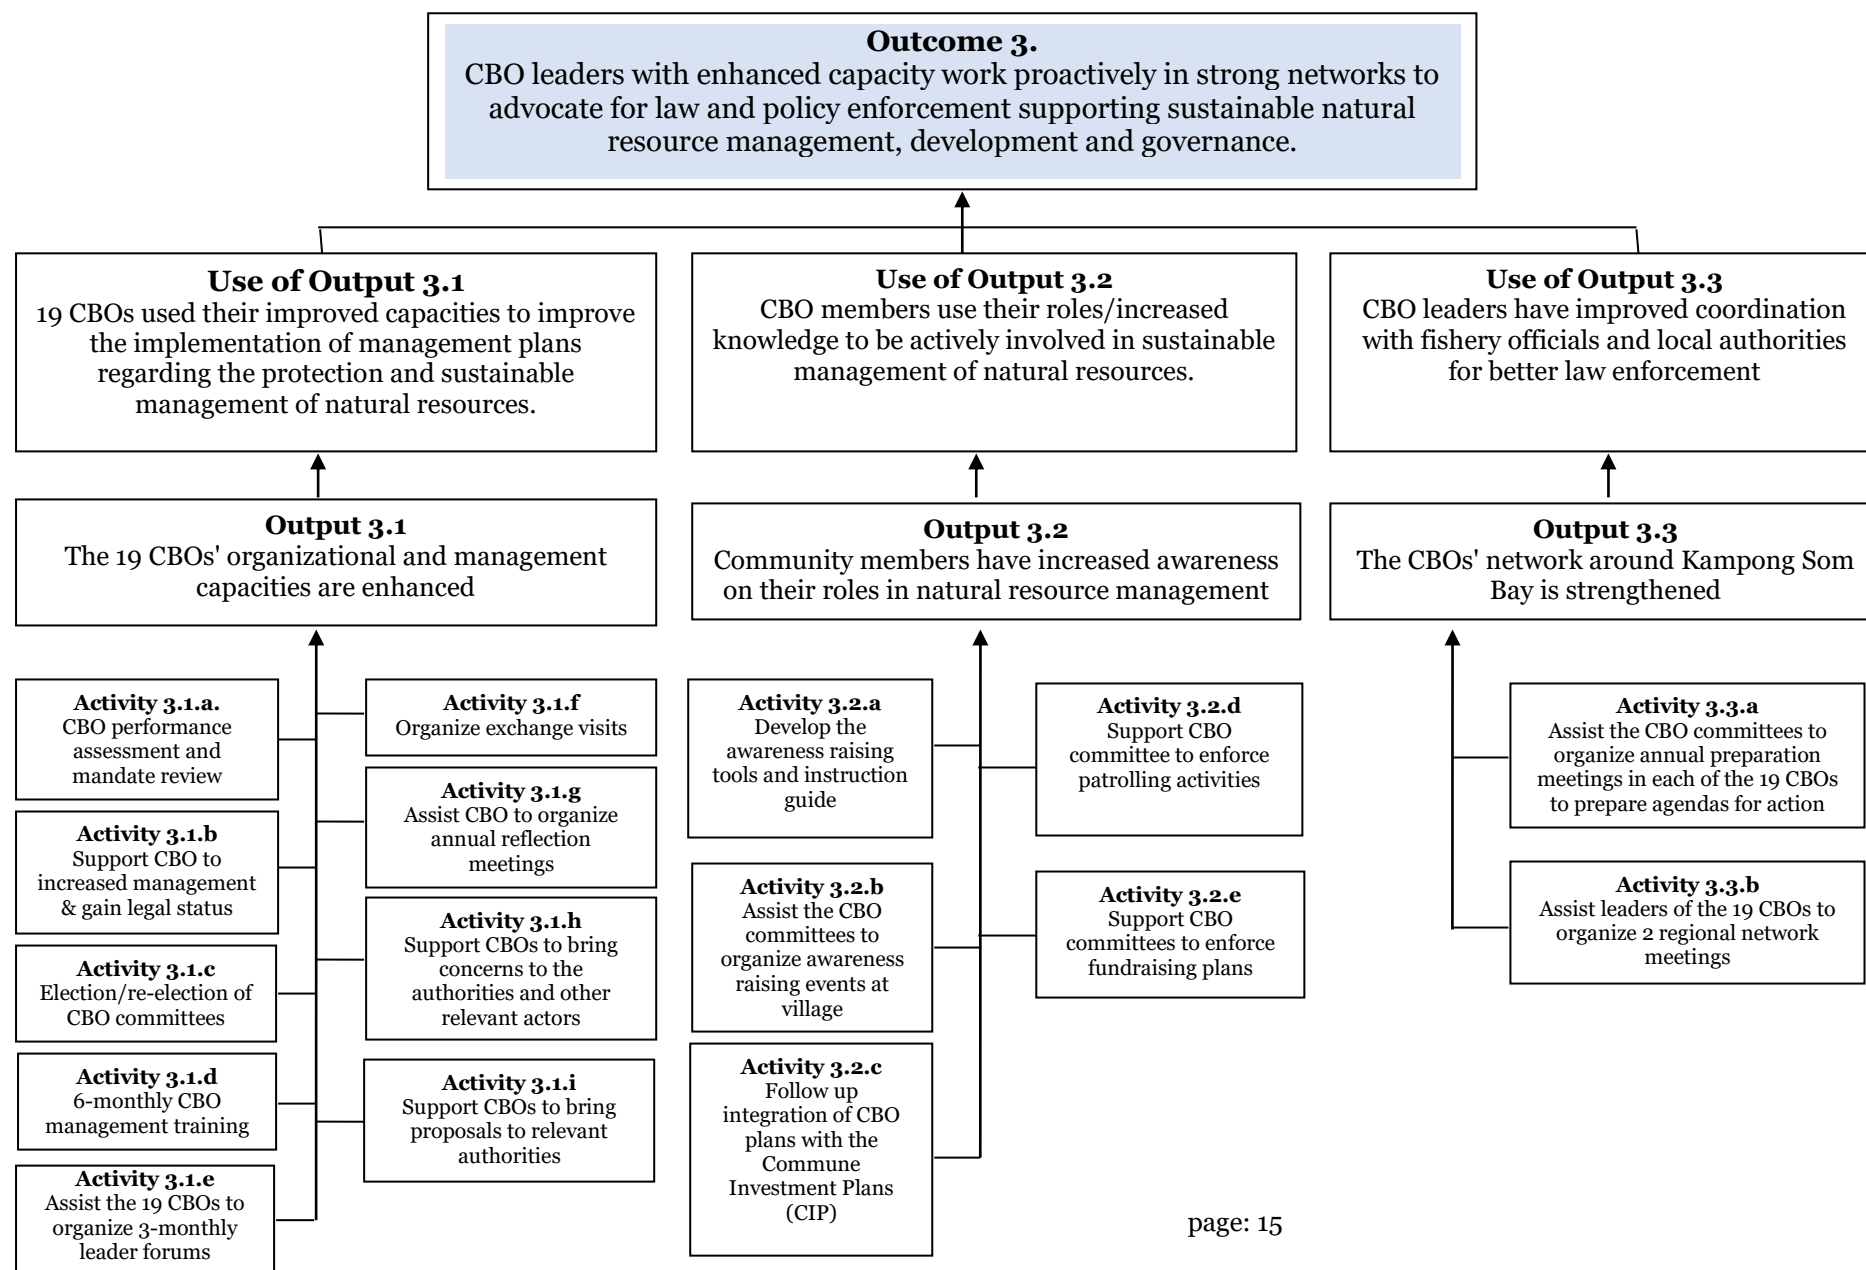 Outcome 3.
CBO leaders with enhanced capacity work proactively in strong networks to
advocate for law and policy enforcement supporting sustainable natural
resource management, development and governance.
Use of Output 3.1
19 CBOs used their improved capacities to improve
the implementation of management plans
regarding the protection and sustainable
management of natural resources.
Use of Output 3.2
CBO members use their roles/increased
knowledge to be actively involved in sustainable
management of natural resources.
Use of Output 3.3
CBO leaders have improved coordination
with fishery officials and local authorities
for better law enforcement
Output 3.1
The 19 CBOs' organizational and management
capacities are enhanced
Output 3.2
Community members have increased awareness
on their roles in natural resource management
Output 3.3
The CBOs' network around Kampong Som
Bay is strengthened
Activity 3.1.a.
CBO performance
assessment and
mandate review
Activity 3.1.b
Support CBO to
increased management
& gain legal status
Activity 3.1.c
Election/re-election of
CBO committees
Activity 3.1.d
6-monthly CBO
management training
Activity 3.1.e
Assist the 19 CBOs to
organize 3-monthly
leader forums
Activity 3.1.f
Organize exchange visits
Activity 3.1.g
Assist CBO to organize
annual reflection
meetings
Activity 3.1.h
Support CBOs to bring
concerns to the
authorities and other
relevant actors
Activity 3.1.i
Support CBOs to bring
proposals to relevant
authorities
Activity 3.2.a
Develop the
awareness raising
tools and instruction
guide
Activity 3.2.b
Assist the CBO
committees to
organize awareness
raising events at
village
Activity 3.2.c
Follow up
integration of CBO
plans with the
Commune
Investment Plans
(CIP)
Activity 3.2.d
Support CBO
committee to enforce
patrolling activities
Activity 3.2.e
Support CBO
committees to enforce
fundraising plans
Activity 3.3.a
Assist the CBO committees to
organize annual preparation
meetings in each of the 19 CBOs
to prepare agendas for action
Activity 3.3.b
Assist leaders of the 19 CBOs to
organize 2 regional network
meetings
page: 15